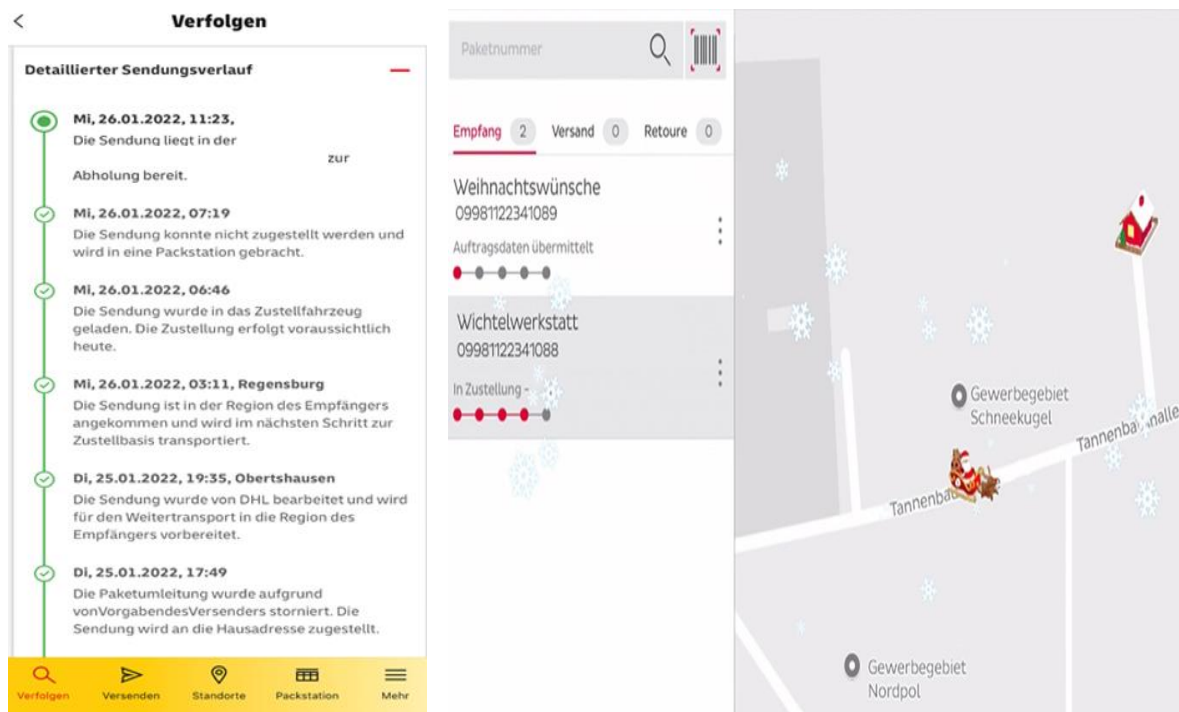 Verfolgen
Detaillierter Sendungsverlauf
Mi, 26.01.2022, 11:23,
Die Sendung liegt in der
zur
Abholung bereit.
Mi, 26.01.2022, 07:19
Die Sendung konnte nicht zugestellt werden und
wird in eine Packstation gebracht.
Mi, 26.01.2022, 06:46
Die Sendung wurde in das Zustellfahrzeug
geladen. Die Zustellung erfolgt voraussichtlich
heute.
Mi, 26.01.2022, 03:11, Regensburg
Die Sendung ist in der Region des Empfängers
angekommen und wird im nächsten Schritt zur
Zustellbasis transportiert.
Di, 25.01.2022, 19:35, Obertshausen
Die Sendung wurde von DHL bearbeitet und wird
für den Weitertransport in die Region des
Empfängers vorbereitet.
Di, 25.01.2022, 17:49
Die Paketumleitung wurde aufgrund
vonVorgabendesVersenders storniert. Die
Sendung wird an die Hausadresse zugestellt.
Verfolgen Versenden Standorte Packstation Mehr
Paketnummer
Empfang 2 Versand 0 Retoure 0
Weihnachtswünsche
09981122341089
Auftragsdaten übermittelt
Wichtelwerkstatt
09981122341088
In Zustellung -
Gewerbegebiet
Schneekugel
Gewerbegebiet
Nordpol